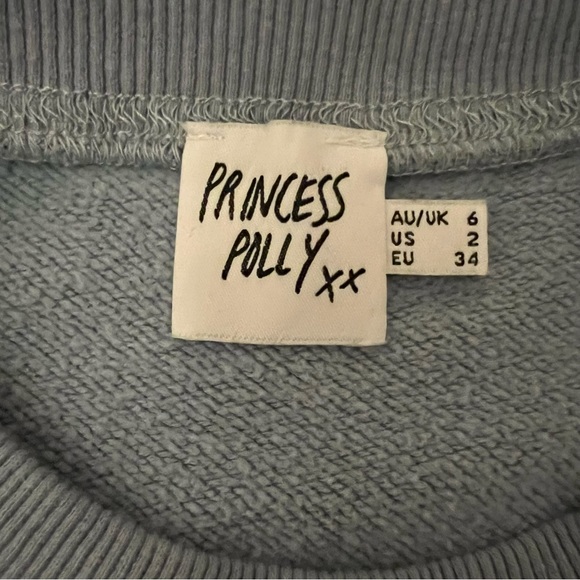 PRINCESS
POLLY xx
AU/UK 6
US 2
EU 34